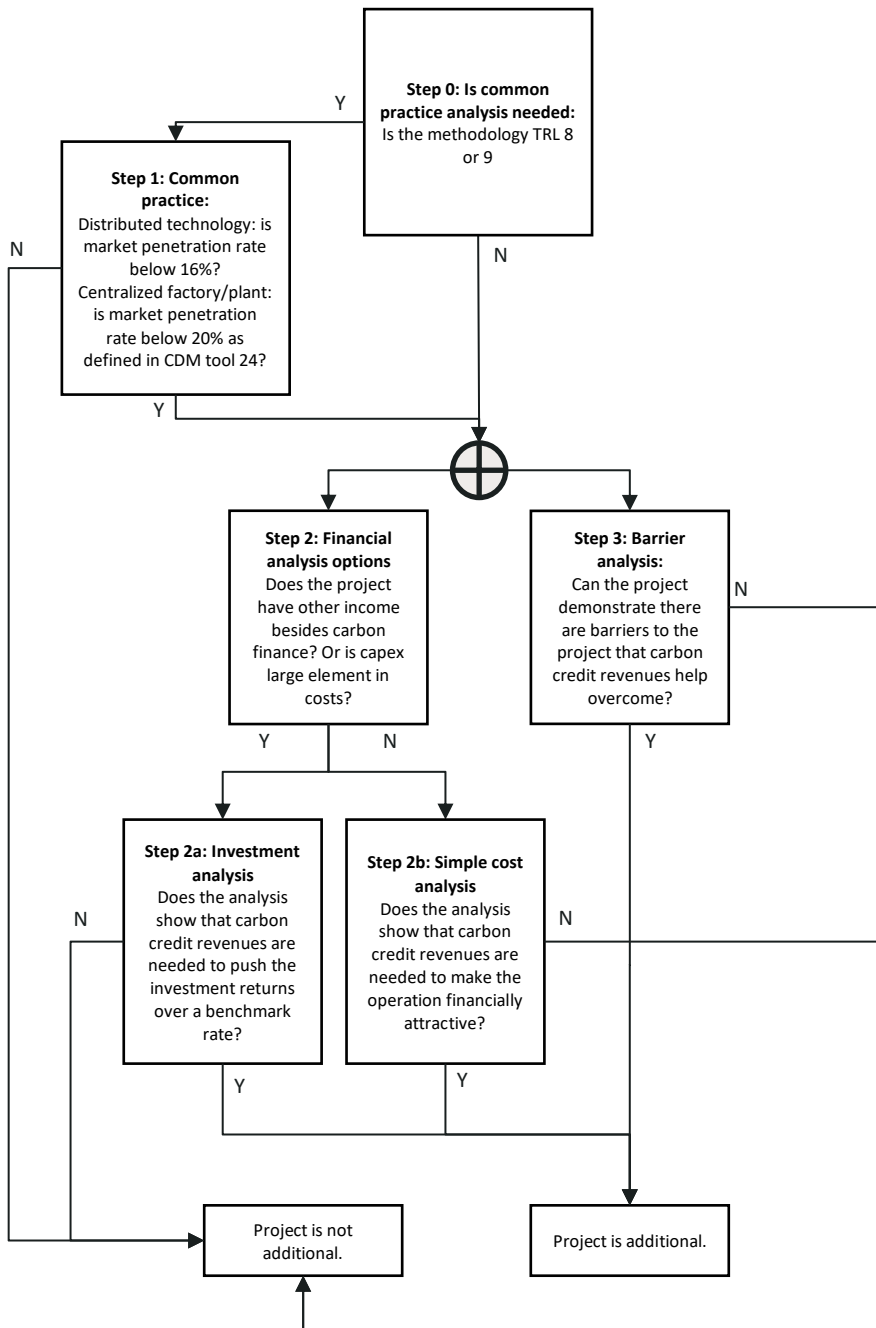 Y
Step 0: Is common
practice analysis needed:
Is the methodology TRL 8
or 9
N
Step 1: Common
practice:
Distributed technology: is
market penetration rate
below 16%?
Centralized factory/plant:
is market penetration
rate below 20% as
defined in CDM tool 24?
N
Y
Step 2: Financial
analysis options
Does the project
have other income
besides carbon
finance? Or is capex
large element in
costs?
Step 3: Barrier
analysis:
Can the project
demonstrate there
are barriers to the
project that carbon
credit revenues help
overcome?
N
Y
N
Y
Step 2a: Investment
analysis
Does the analysis
show that carbon
credit revenues are
needed to push the
investment returns
over a benchmark
rate?
N
Step 2b: Simple cost
analysis
Does the analysis
show that carbon
credit revenues are
needed to make the
operation financially
attractive?
N
Y
Y
Project is not
additional.
Project is additional.